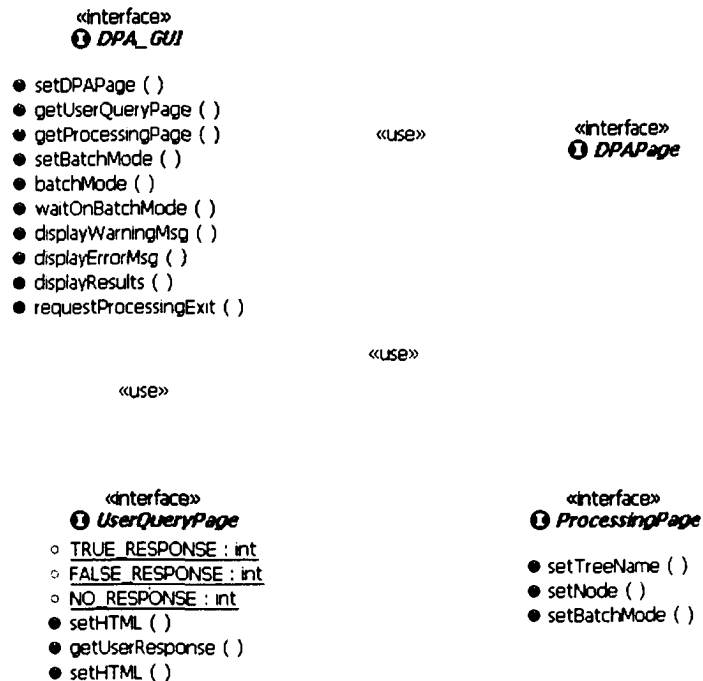 «interface»
DPA_GUI
setDPAPage ( )
getUserQueryPage ( )
getProcessingPage ( )
setBatchMode ( )
batchMode ( )
waitOnBatchMode ( )
displayWarningMsg ( )
displayErrorMsg ( )
displayResults ( )
requestProcessingExit ( )
«use»
«interface»
DPAPage
«use»
«use»
«interface»
UserQueryPage
TRUE_RESPONSE : int
FALSE_RESPONSE : int
NO_RESPONSE : int
setHTML ( )
getUserResponse ( )
setHTML ( )
«interface»
ProcessingPage
setTreeName ( )
setNode ( )
setBatchMode ( )